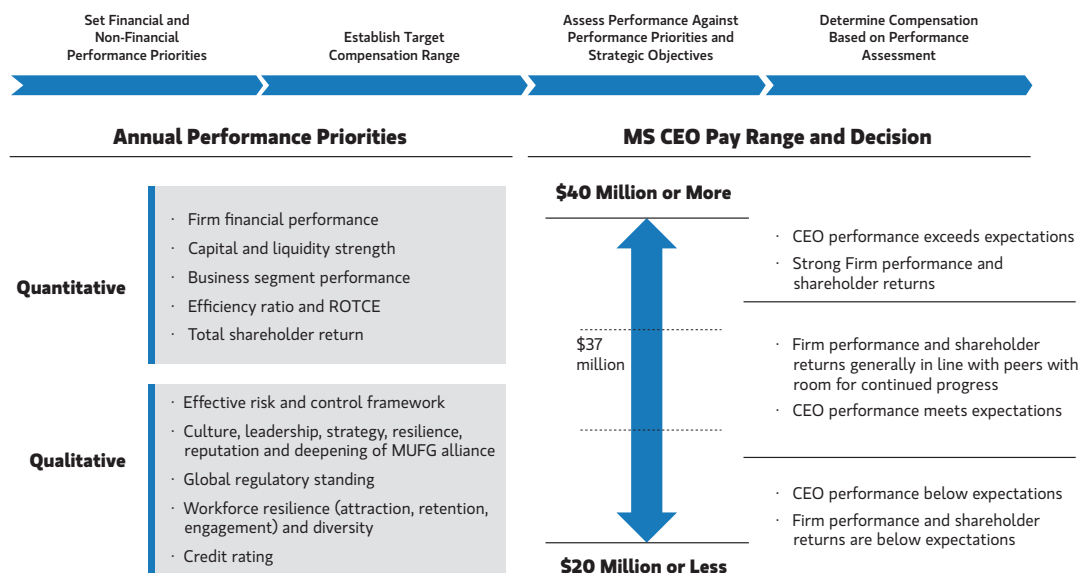 Set Financial and
Non-Financial
Performance Priorities
Establish Target
Compensation Range
Assess Performance Against
Performance Priorities and
Strategic Objectives
Determine Compensation
Based on Performance
Assessment
Annual Performance Priorities
Quantitative
· Firm financial performance
· Capital and liquidity strength
· Business segment performance
· Efficiency ratio and ROTCE
· Total shareholder return
Qualitative
· Effective risk and control framework
· Culture, leadership, strategy, resilience,
reputation and deepening of MUFG alliance
· Global regulatory standing
· Workforce resilience (attraction, retention,
engagement) and diversity
· Credit rating
MS CEO Pay Range and Decision
$40 Million or More
· CEO performance exceeds expectations
· Strong Firm performance and
shareholder returns
$37
million
· Firm performance and shareholder
returns generally in line with peers with
room for continued progress
· CEO performance meets expectations
· CEO performance below expectations
· Firm performance and shareholder
returns are below expectations
$20 Million or Less